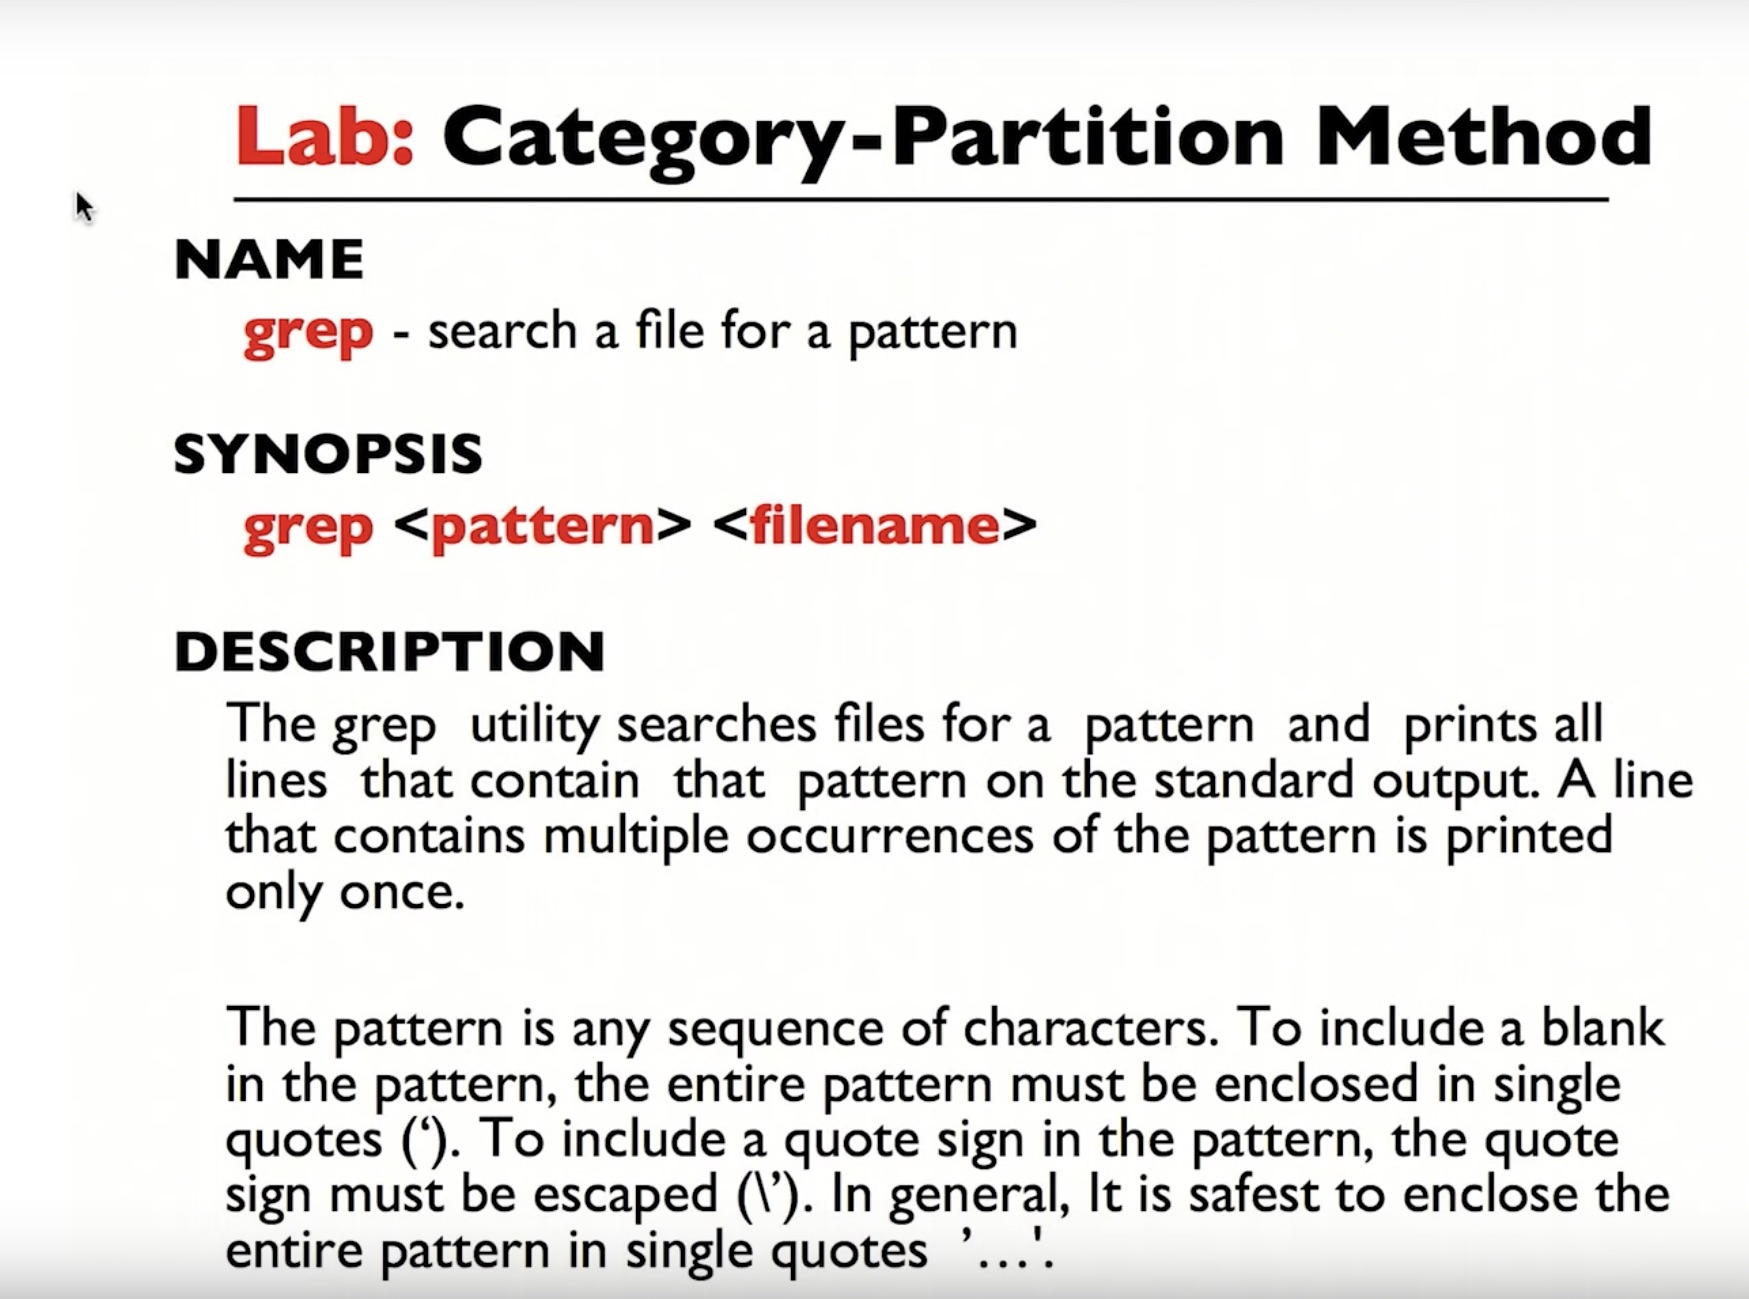 Lab: Category-Partition Method
NAME
grep - search a file for a pattern
SYNOPSIS
grep <pattern> <filename>
DESCRIPTION
The grep utility searches files for a pattern and prints all
lines that contain that pattern on the standard output. A line
that contains multiple occurrences of the pattern is printed
only once.
The pattern is any sequence of characters. To include a blank
in the pattern, the entire pattern must be enclosed in single
quotes (‘). To include a quote sign in the pattern, the quote
sign must be escaped (\’). In general, It is safest to enclose the
entire pattern in single quotes ’...'.